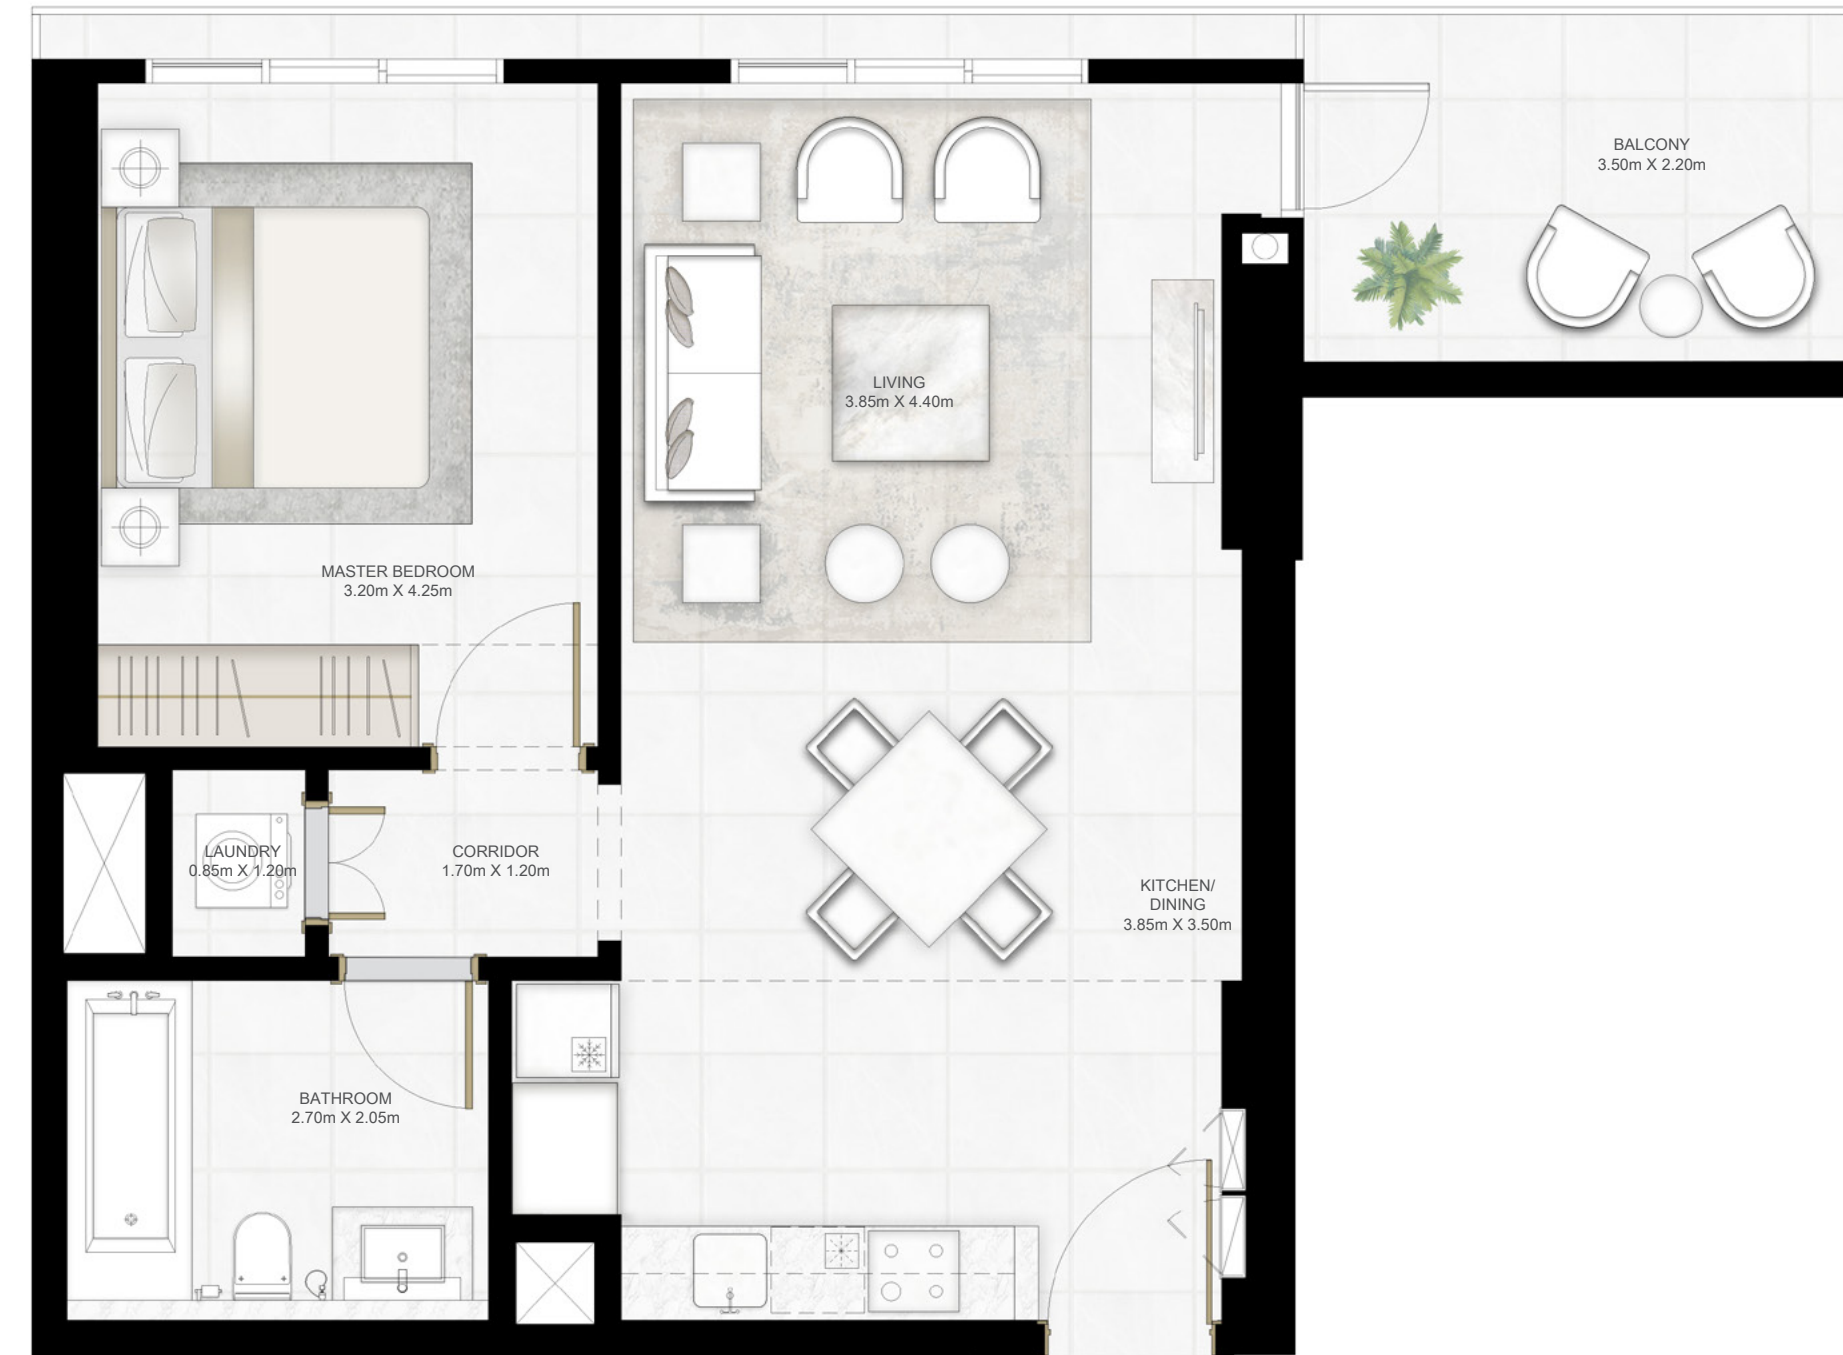 BALCONY
3.50m X 2.20m
LIVING
3.85m X 4.40m
MASTER BEDROOM
3.20m X 4.25m
LAUNDRY
0.85m X 1.20m
CORRIDOR
1.70m X 1.20m
KITCHEN/
DINING
3.85m X 3.50m
BATHROOM
2.70m X 2.05m